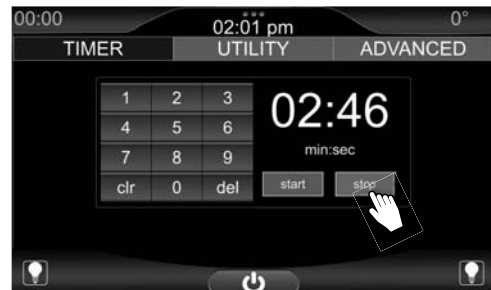 00:00 02:01 pm 0°
TIMER UTILITY ADVANCED
1 2 3
4 5 6
7 8 9
clr 0 del
02:46
min:sec
start stop